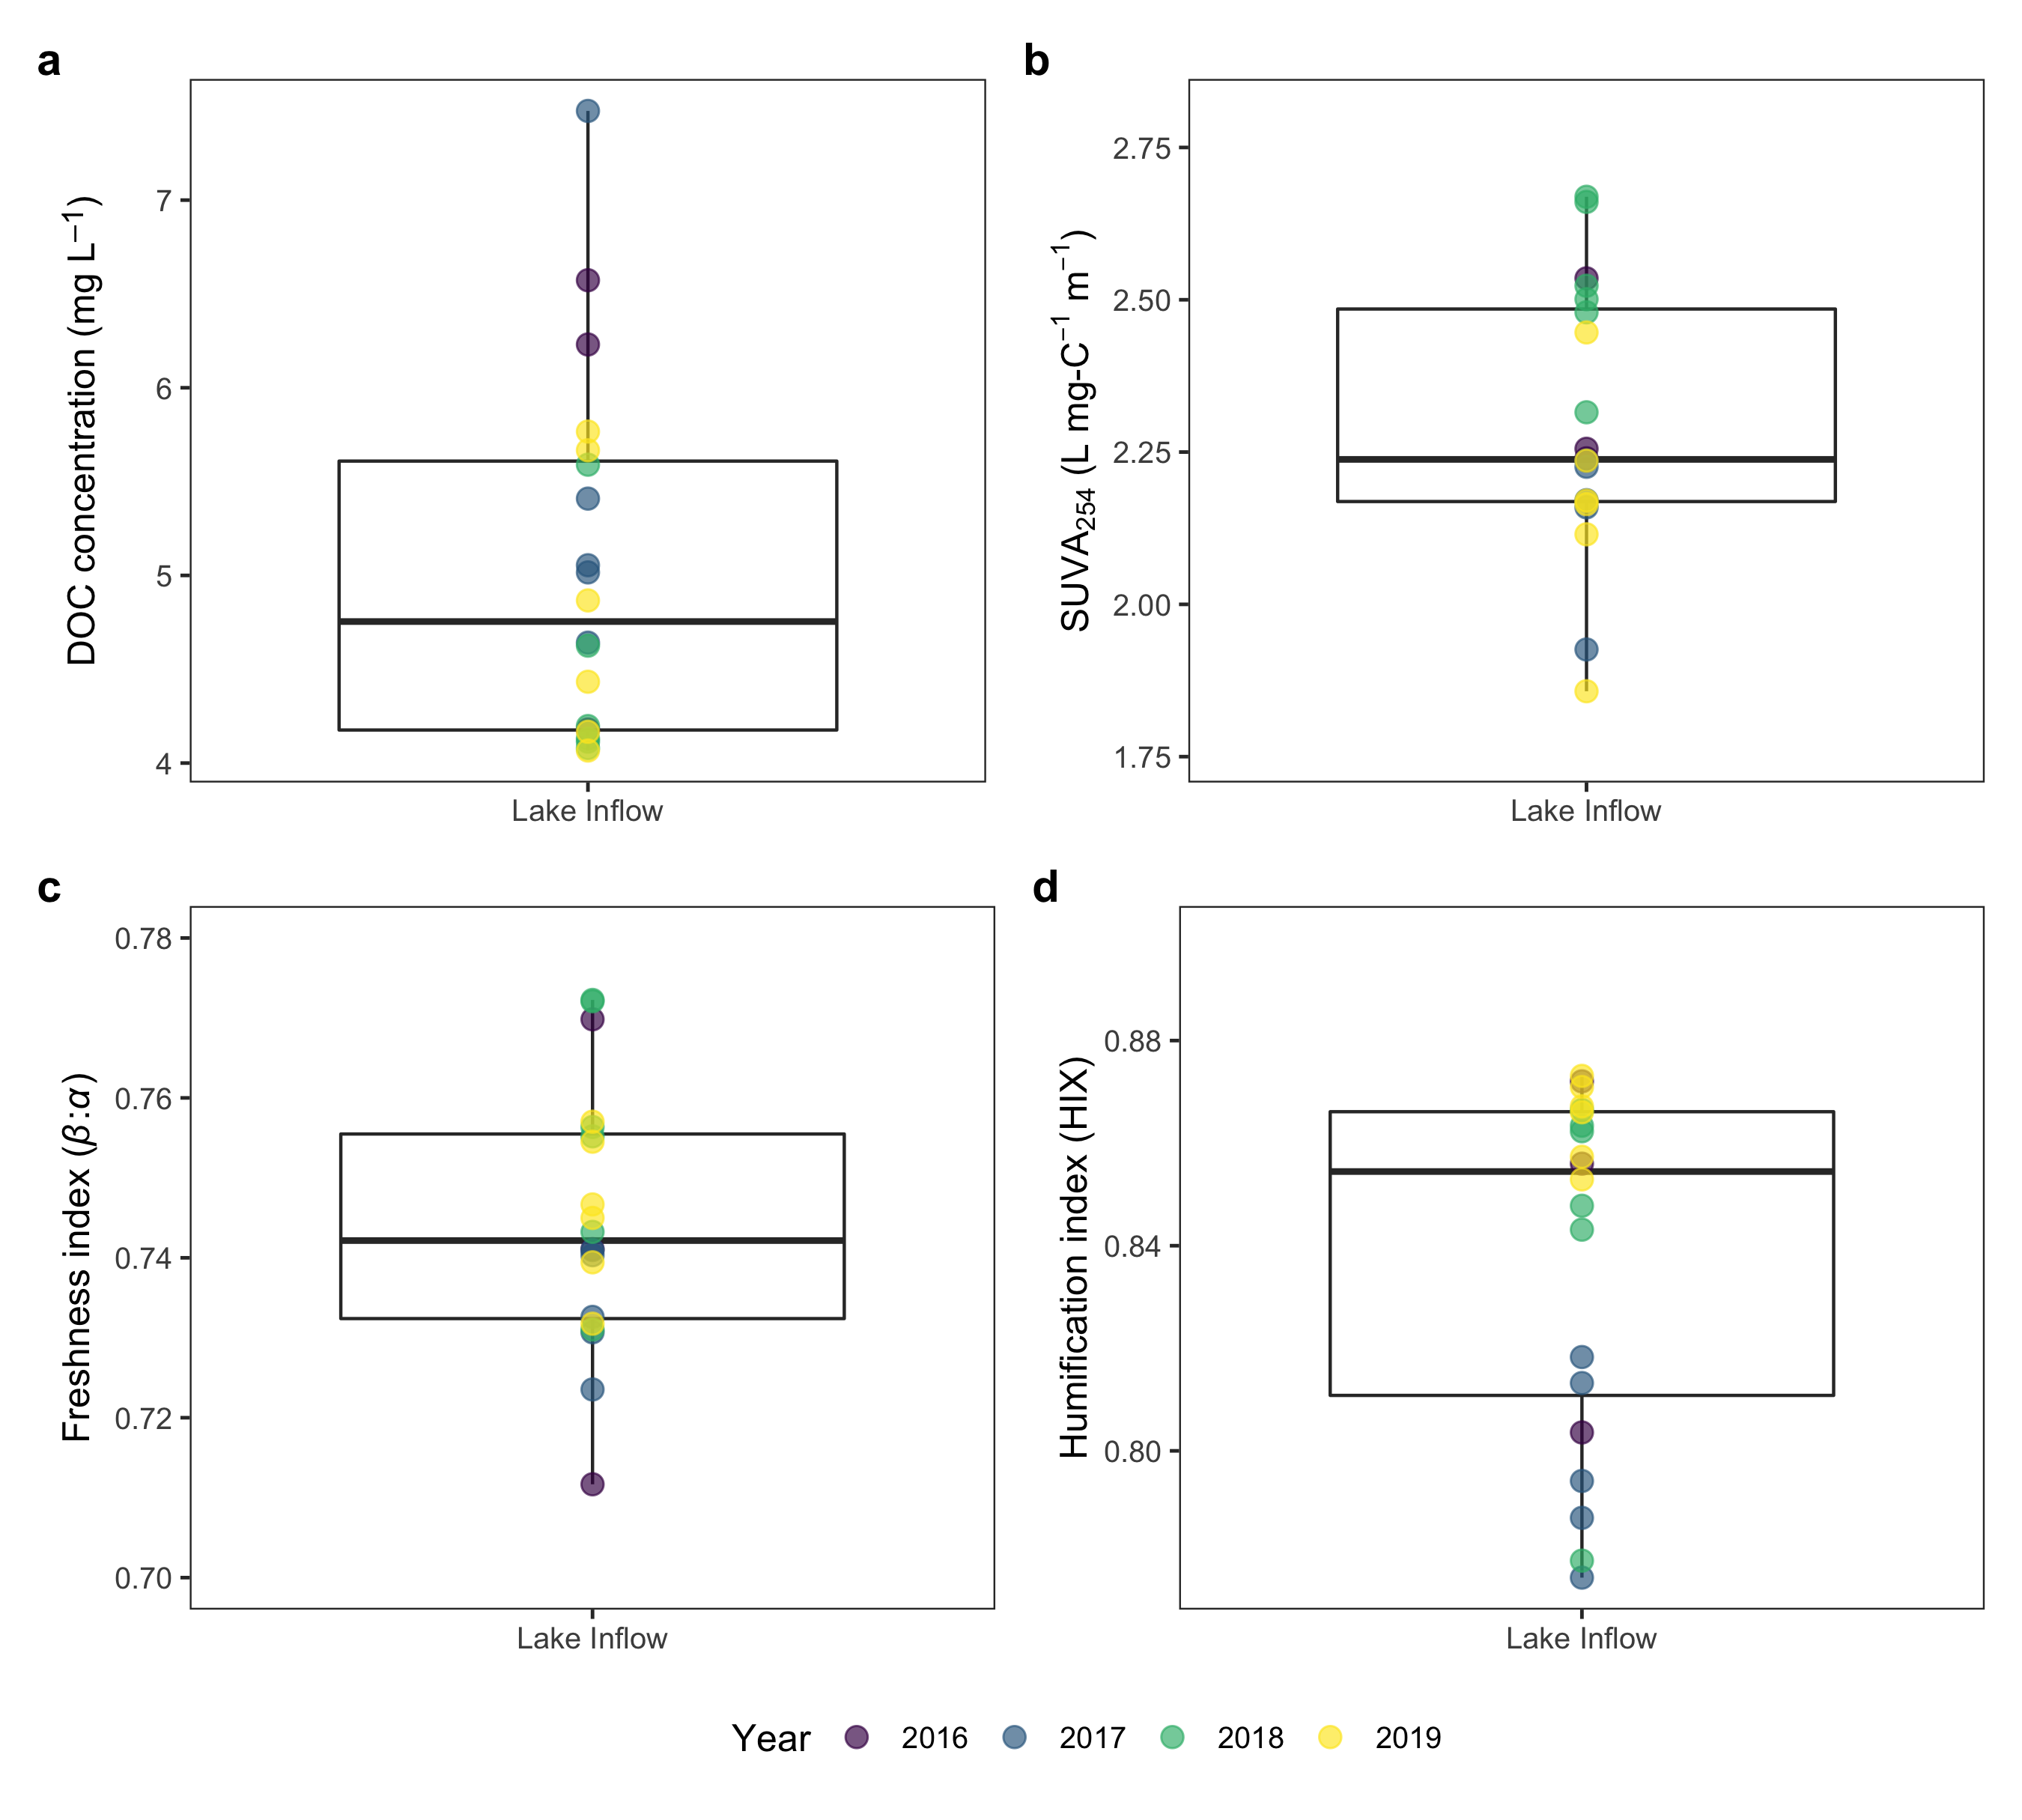 a
DOC concentration (mg L⁻¹)
7
6
5
4
Lake Inflow
b
SUVA₂₅₄ (L mg-C⁻¹ m⁻¹)
2.75
2.50
2.25
2.00
1.75
Lake Inflow
c
Freshness index (β:α)
0.78
0.76
0.74
0.72
0.70
Lake Inflow
d
Humification index (HIX)
0.88
0.84
0.80
Lake Inflow
Year 2016 2017 2018 2019